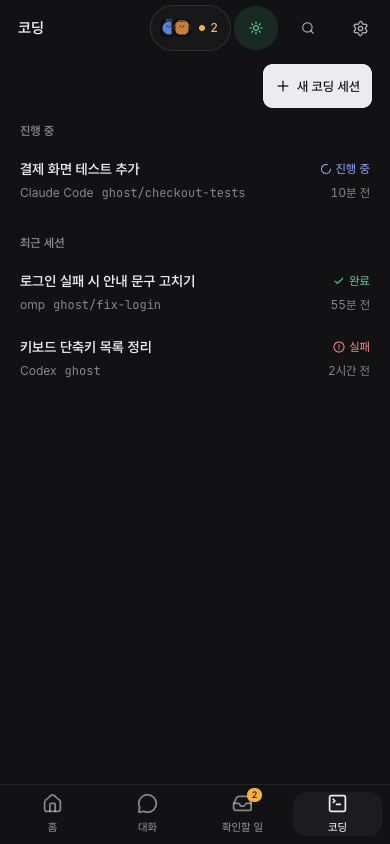 코딩
2
새 코딩 세션
진행 중
결제 화면 테스트 추가 진행 중
Claude Code ghost/checkout-tests 10분 전
최근 세션
로그인 실패 시 안내 문구 고치기 완료
omp ghost/fix-login 55분 전
키보드 단축키 목록 정리 실패
Codex ghost 2시간 전
2
홈 대화 확인할 일 코딩